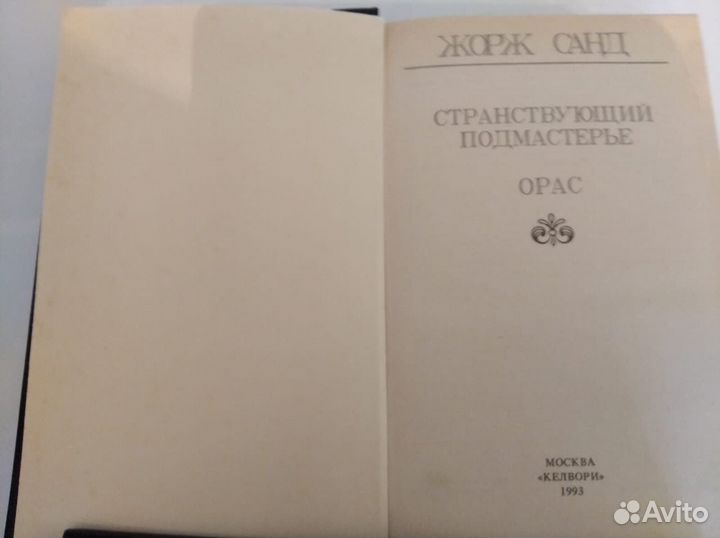 ЖОРЖ САНД
СТРАНСТВУЮЩИЙ
ПОДМАСТЕРЬЕ
ОРАС
МОСКВА
«КЕЛВОРИ»
1993
Avito